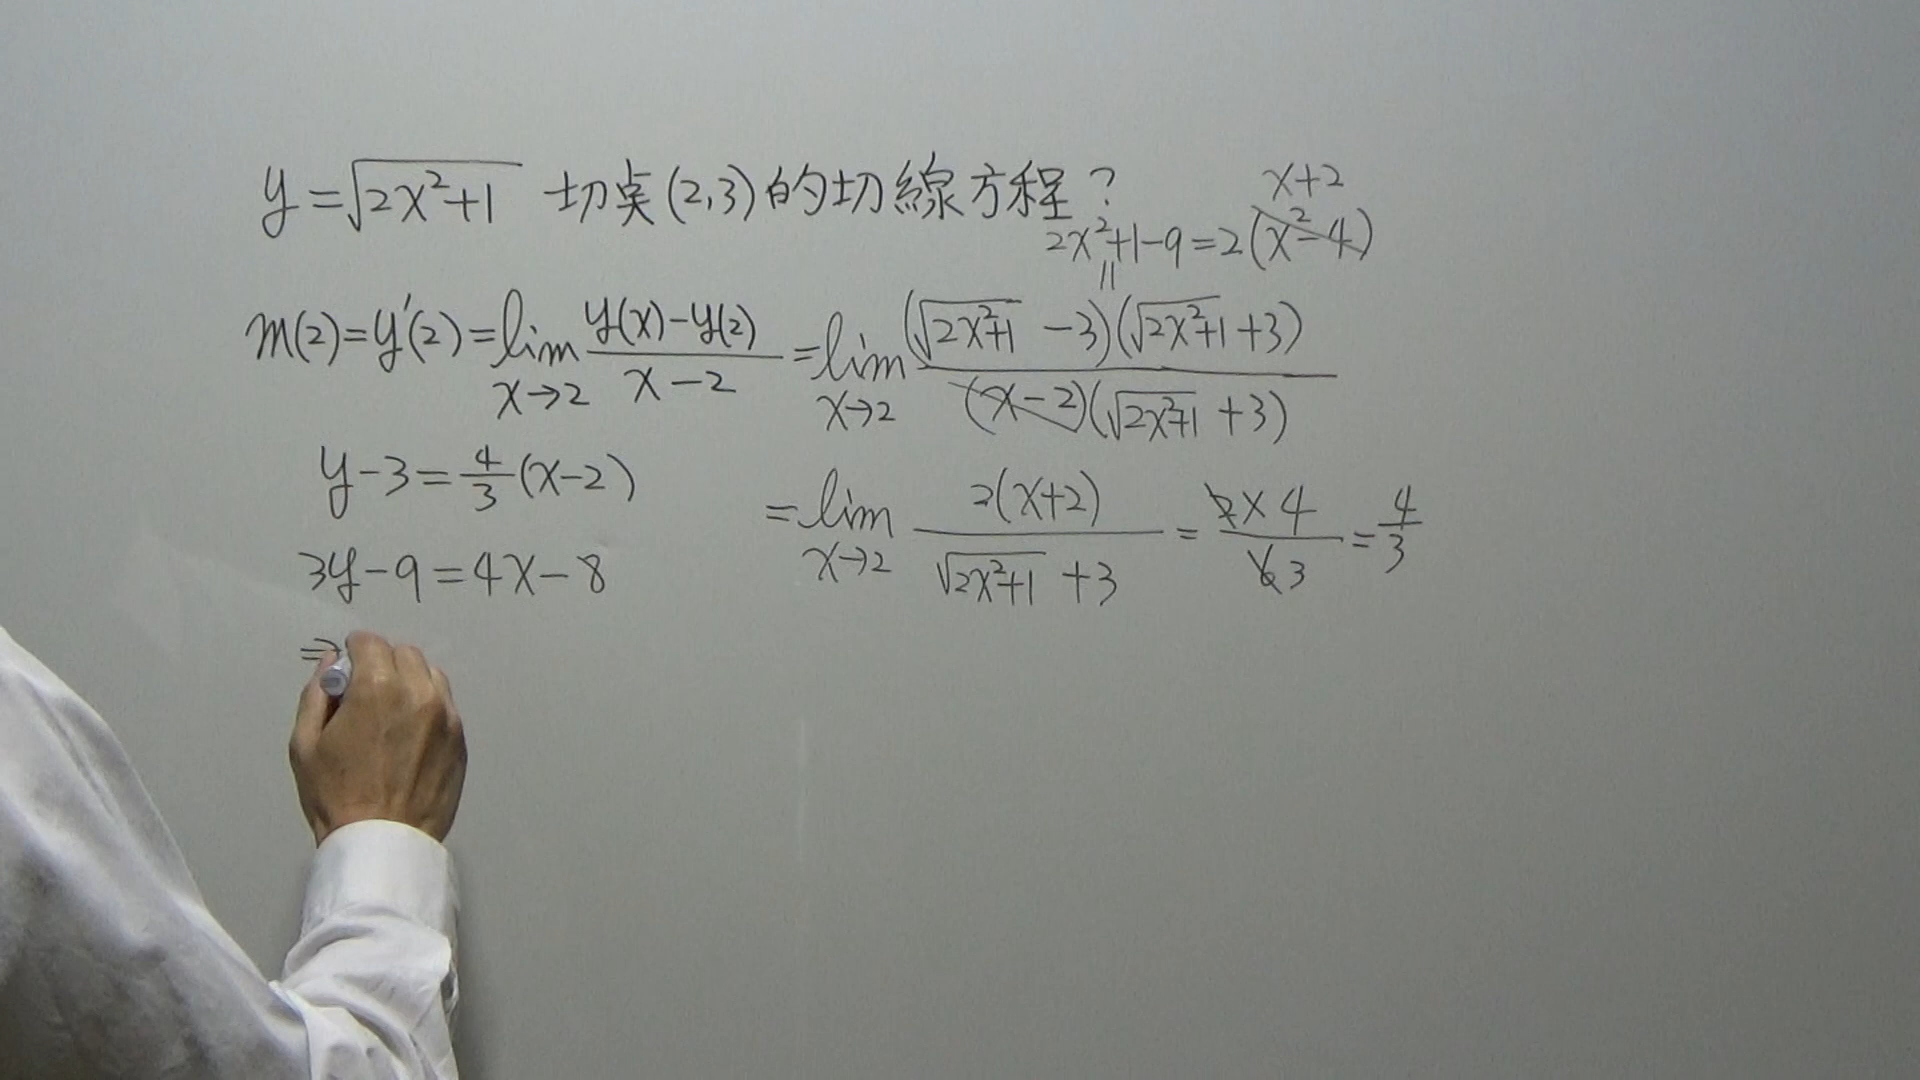 y = √(2x²+1) 切点(2,3)的切線方程?
x+2
2x²+1-9=2(x²-4)
||
m(2)=y'(2)=lim x→2 (y(x)-y(2))/(x-2) = lim x→2 ((√(2x²+1) -3)(√(2x²+1) +3))/((x-2)(√(2x²+1) +3))
y-3=4/3(x-2)
=lim x→2 2(x+2)/(√(2x²+1) +3) = 2×4/6 3 = 4/3
3y-9=4x-8
⇒